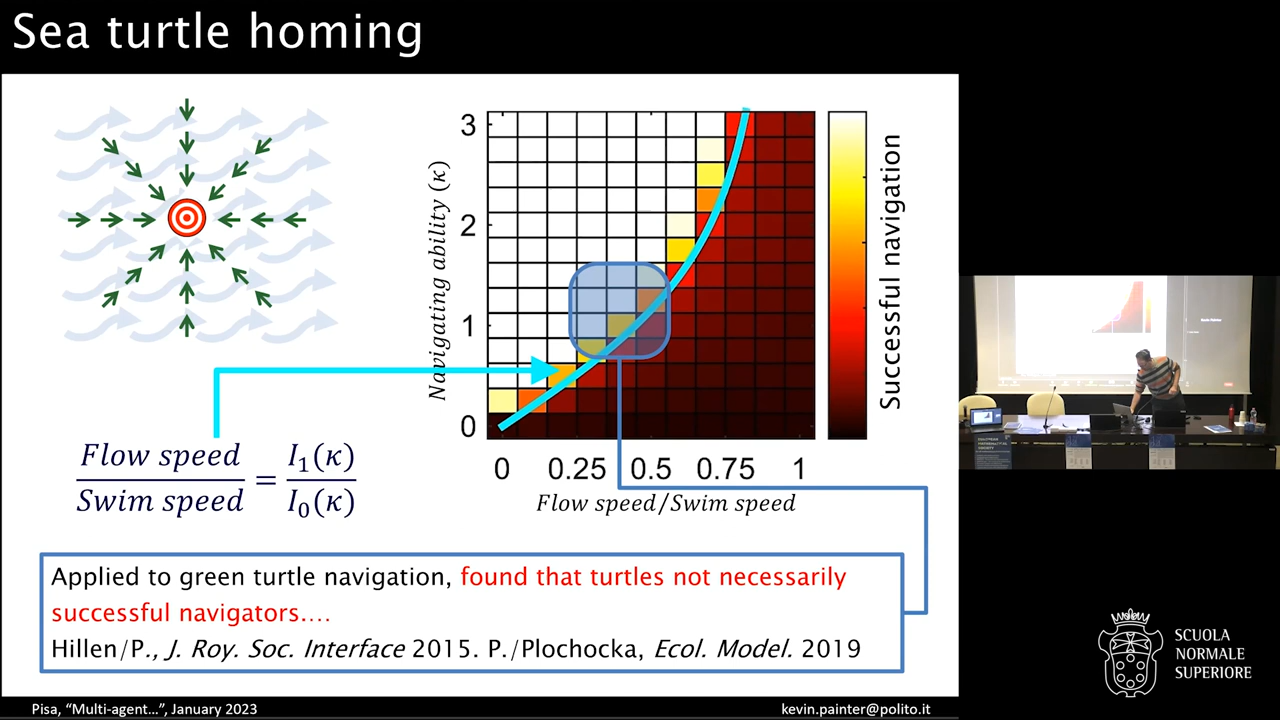 Sea turtle homing
3
2
1
0
Navigating ability (κ)
0 0.25 0.5 0.75 1
Flow speed/Swim speed
Successful navigation
Flow speed
Swim speed
=
I₁(κ)
I₀(κ)
Applied to green turtle navigation, found that turtles not necessarily
successful navigators....
Hillen/P., J. Roy. Soc. Interface 2015. P./Plochocka, Ecol. Model. 2019
SCUOLA
NORMALE
SUPERIORE
Pisa, “Multi-agent…”, January 2023
kevin.painter@polito.it